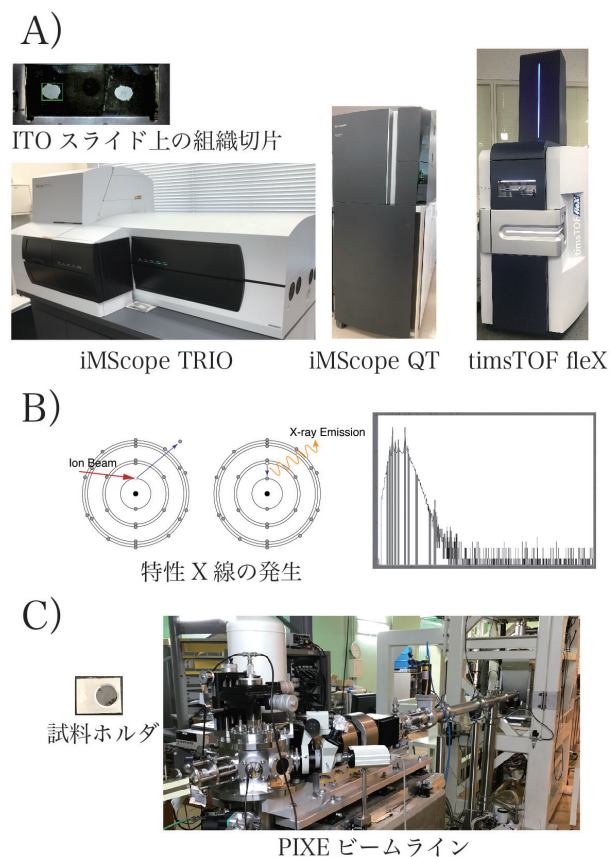 A)
ITO スライド上の組織切片
timsTOF fleX
iMScope TRIO
iMScope QT
timsTOF fleX
B)
Ion Beam
X-ray Emission
特性 X 線の発生
C)
試料ホルダ
PIXE ビームライン